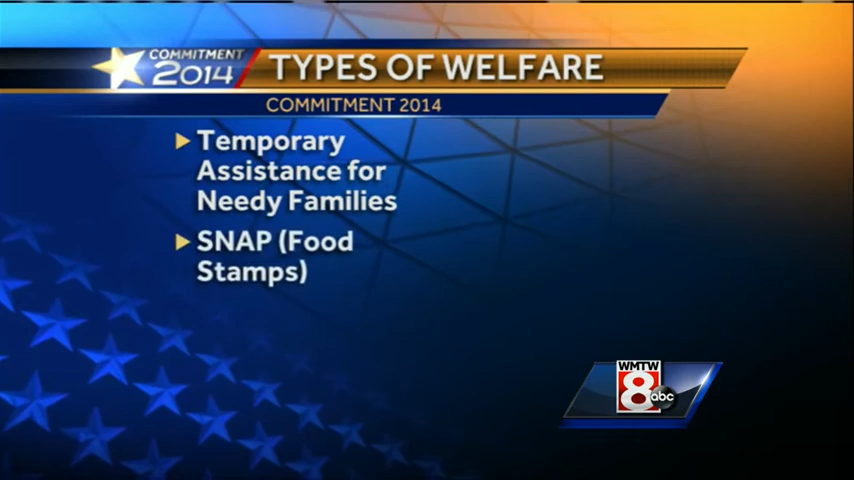 COMMITMENT
2014
TYPES OF WELFARE
COMMITMENT 2014
Temporary
Assistance for
Needy Families
SNAP (Food
Stamps)
WMTW
8
abc